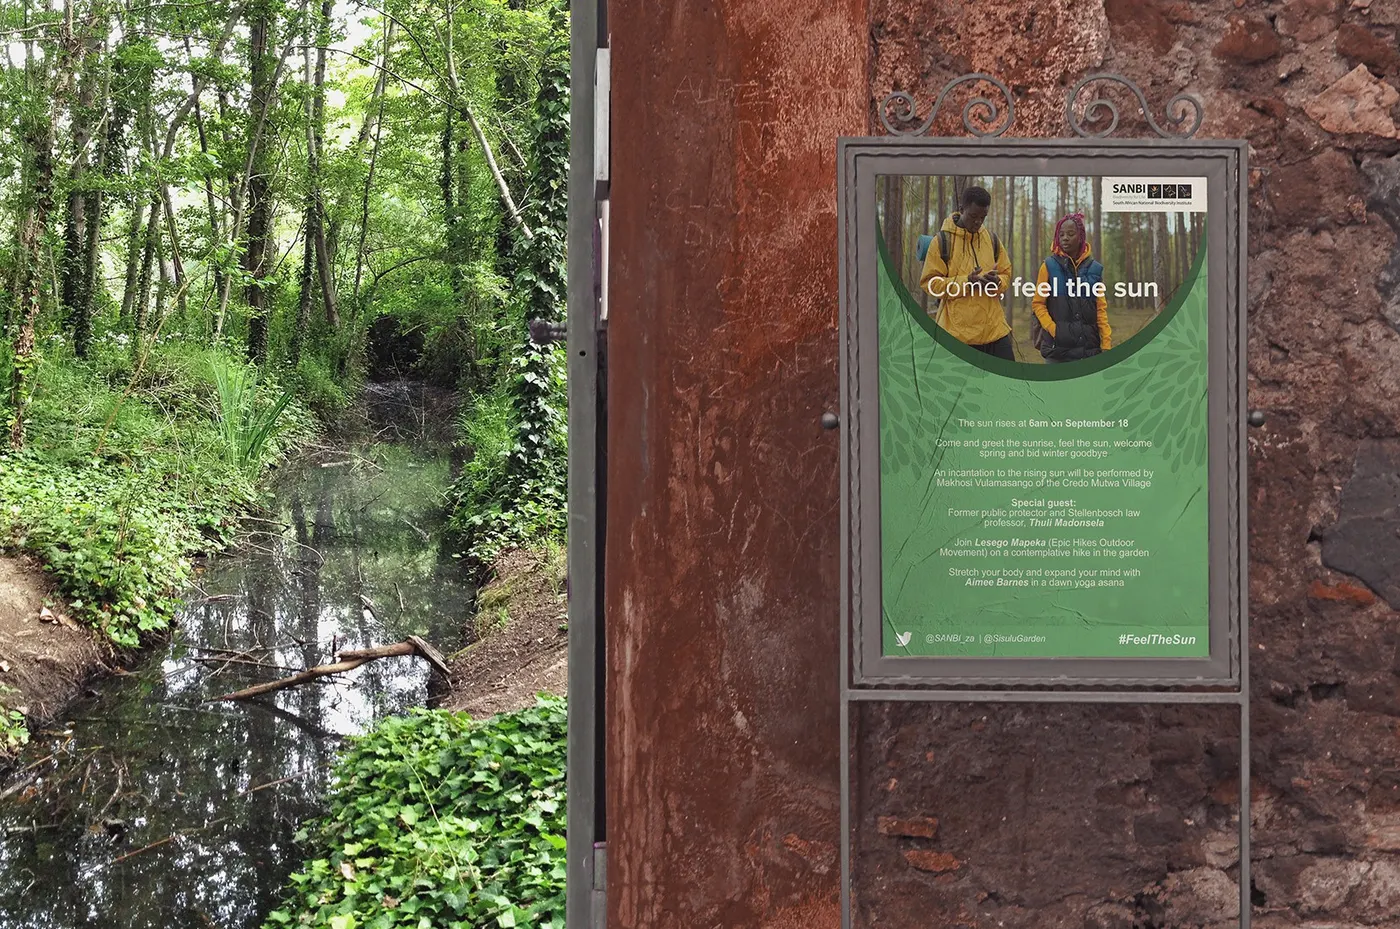 SANBI
Biodiversity for Life
South African National Biodiversity Institute
Come, feel the sun
The sun rises at 6am on September 18
Come and greet the sunrise, feel the sun, welcome
spring and bid winter goodbye
An incantation to the rising sun will be performed by
Makhosi Vulamasango of the Credo Mutwa Village
Special guest:
Former public protector and Stellenbosch law
professor, Thuli Madonsela
Join Lesego Mapeka (Epic Hikes Outdoor
Movement) on a contemplative hike in the garden
Stretch your body and expand your mind with
Aimee Barnes in a dawn yoga asana
@SANBI_za | @SisuluGarden
#FeelTheSun